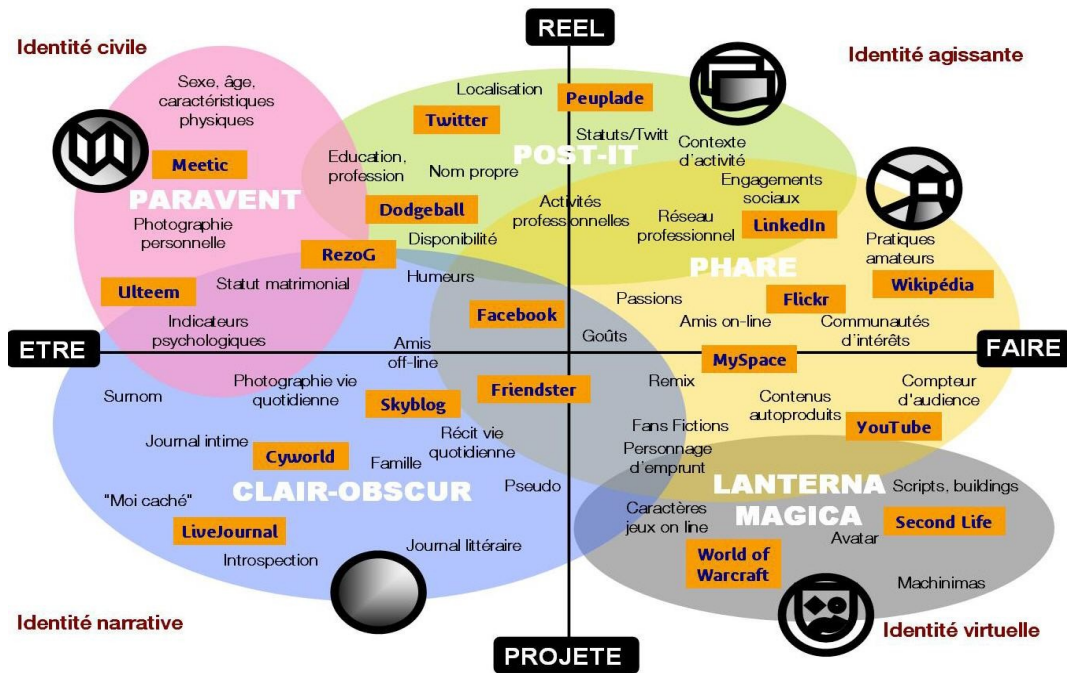 REEL
Identité civile
Identité agissante
Sexe, âge,
caractéristiques
physiques
Localisation
Peuplade
Twitter
Statuts/Twitt
Contexte
d'activité
POST-IT
Meetic
Education,
profession
Nom propre
PARAVENT
Engagements
sociaux
Dodgeball
Activités
professionnelles
Réseau
professionnel
LinkedIn
Photographie
personnelle
Disponibilité
Pratiques
amateurs
RezoG
PHARE
Humeurs
Ulteem
Statut matrimonial
Wikipédia
Passions
Flickr
Facebook
Amis on-line
Indicateurs
psychologiques
Goûts
Communautés
d'intérêts
ETRE
Amis
off-line
MySpace
FAIRE
Photographie vie
quotidienne
Friendster
Remix
Surnom
Skyblog
Contenus
autoproduits
Compteur
d'audience
Journal intime
Récit vie
quotidienne
Fans Fictions
YouTube
Cyworld
Famille
Personnage
d'emprunt
CLAIR-OBSCUR
Pseudo
LANTERNA
MAGICA
Scripts, buildings
"Moi caché"
Caractères
jeux on line
LiveJournal
Second Life
Avatar
Journal littéraire
Introspection
World of
Warcraft
Machinimas
Identité narrative
Identité virtuelle
PROJETE